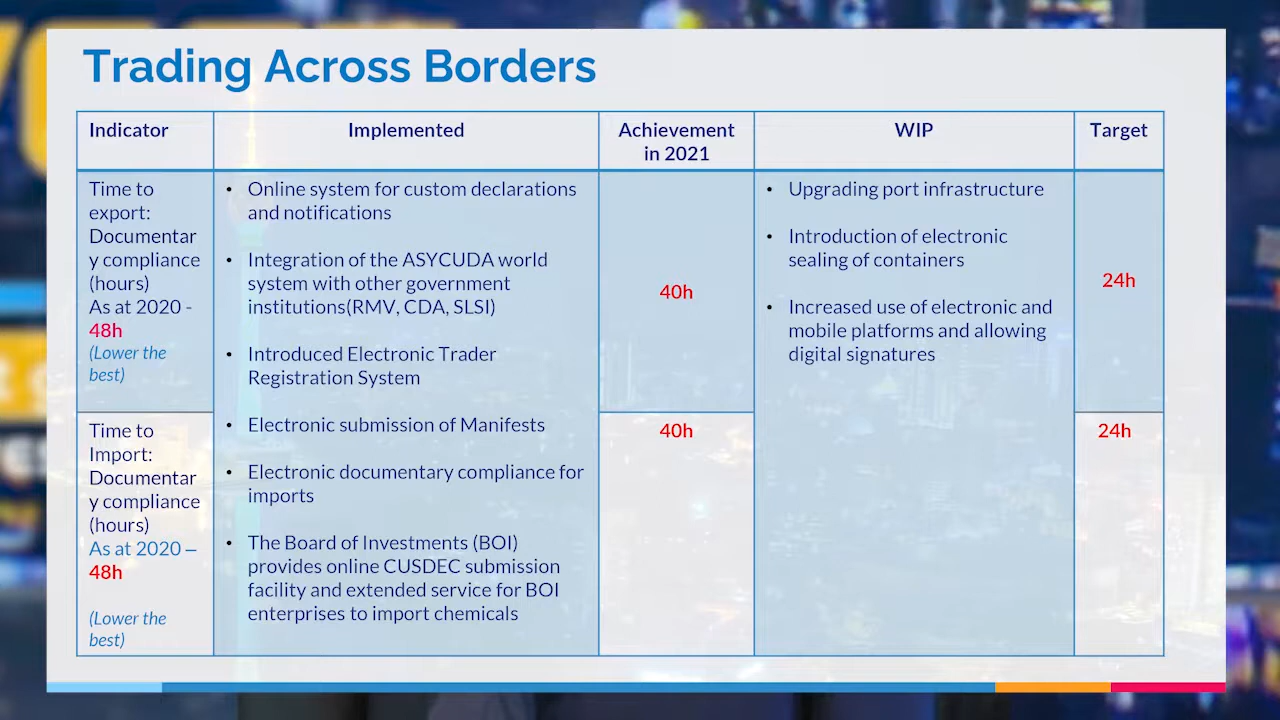 Trading Across Borders
Indicator
Implemented
Achievement
in 2021
WIP
Target
Time to
export:
Documentar
y compliance
(hours)
As at 2020 -
48h
(Lower the
best)
• Online system for custom declarations
and notifications
• Integration of the ASYCUDA world
system with other government
institutions(RMV, CDA, SLSI)
• Introduced Electronic Trader
Registration System
• Electronic submission of Manifests
• Electronic documentary compliance for
imports
• The Board of Investments (BOI)
provides online CUSDEC submission
facility and extended service for BOI
enterprises to import chemicals
40h
• Upgrading port infrastructure
• Introduction of electronic
sealing of containers
• Increased use of electronic and
mobile platforms and allowing
digital signatures
24h
Time to
Import:
Documentar
y compliance
(hours)
As at 2020 –
48h
(Lower the
best)
40h
24h